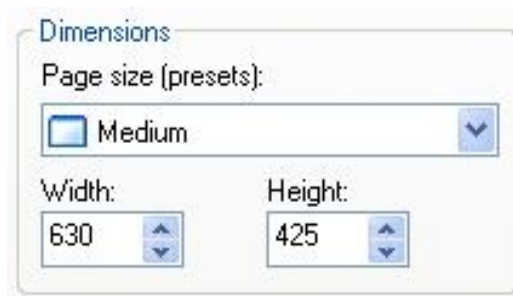 Dimensions
Page size (presets):
Medium
Width: Height:
630 425